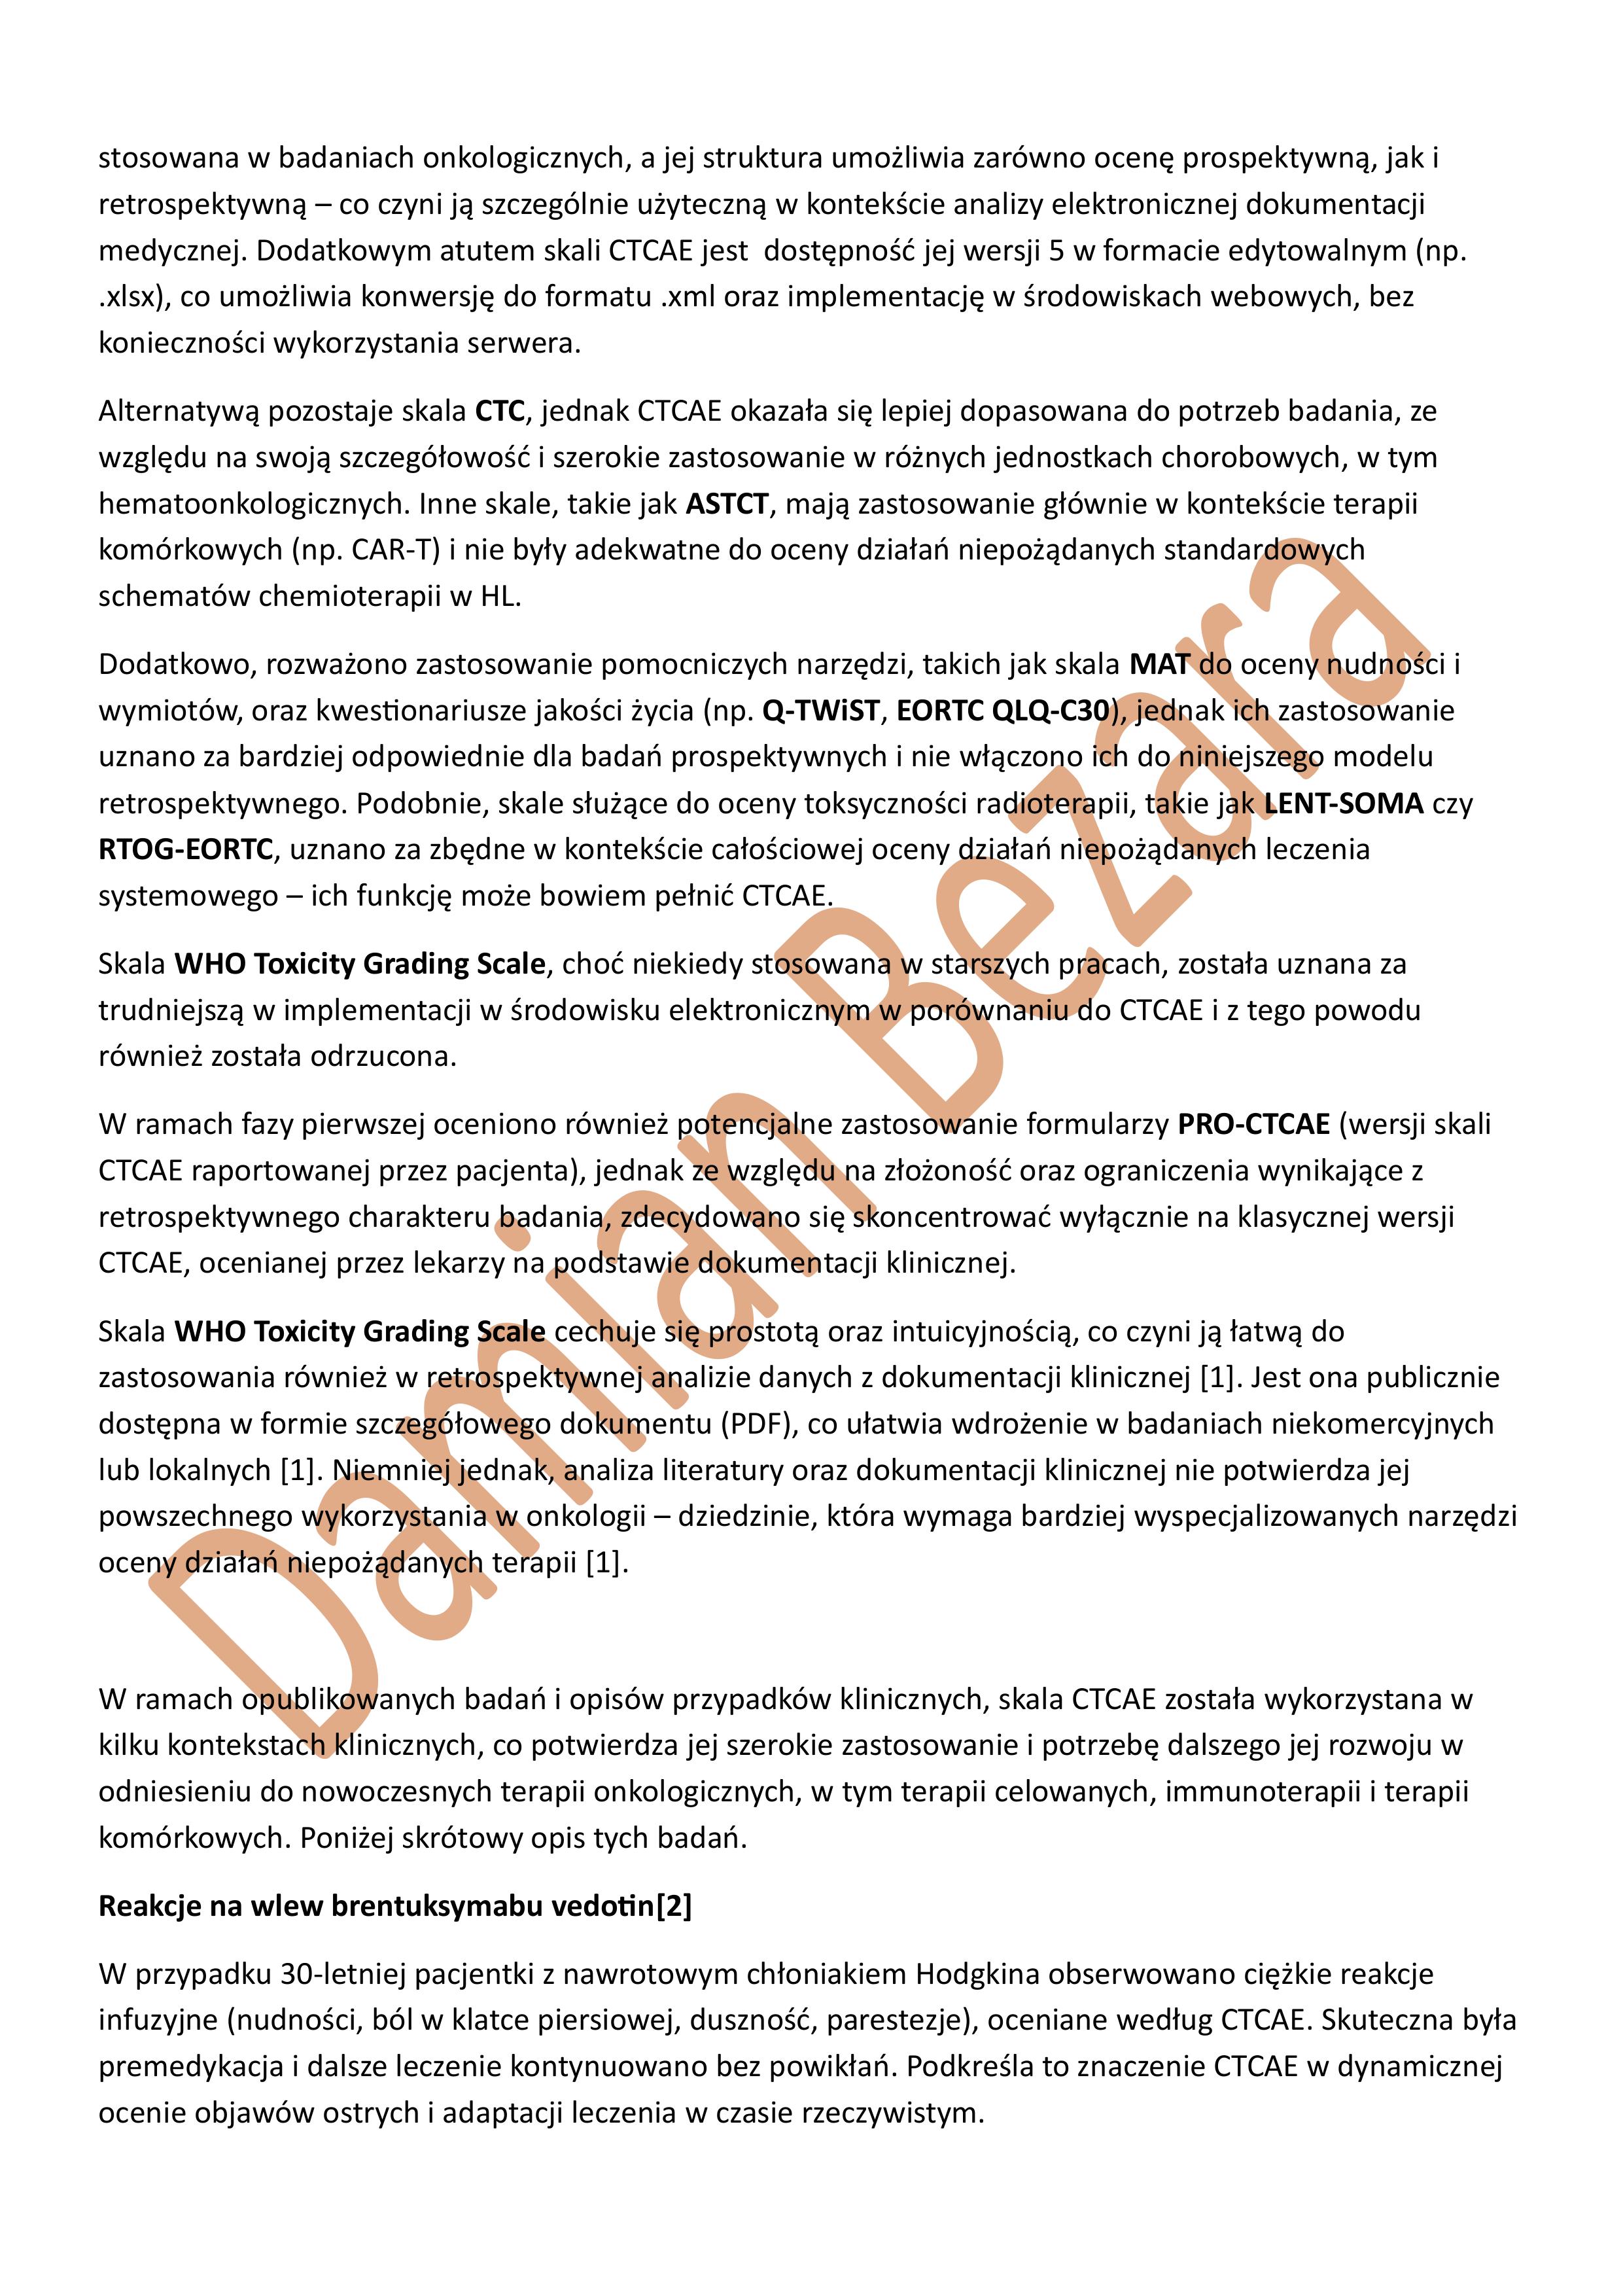 stosowana w badaniach onkologicznych, a jej struktura umożliwia zarówno ocenę prospektywną, jak i
retrospektywną – co czyni ją szczególnie użyteczną w kontekście analizy elektronicznej dokumentacji
medycznej. Dodatkowym atutem skali CTCAE jest  dostępność jej wersji 5 w formacie edytowalnym (np.
.xlsx), co umożliwia konwersję do formatu .xml oraz implementację w środowiskach webowych, bez
konieczności wykorzystania serwera.
Alternatywą pozostaje skala CTC, jednak CTCAE okazała się lepiej dopasowana do potrzeb badania, ze
względu na swoją szczegółowość i szerokie zastosowanie w różnych jednostkach chorobowych, w tym
hematoonkologicznych. Inne skale, takie jak ASTCT, mają zastosowanie głównie w kontekście terapii
komórkowych (np. CAR-T) i nie były adekwatne do oceny działań niepożądanych standardowych
schematów chemioterapii w HL.
Dodatkowo, rozważono zastosowanie pomocniczych narzędzi, takich jak skala MAT do oceny nudności i
wymiotów, oraz kwestionariusze jakości życia (np. Q-TWiST, EORTC QLQ-C30), jednak ich zastosowanie
uznano za bardziej odpowiednie dla badań prospektywnych i nie włączono ich do niniejszego modelu
retrospektywnego. Podobnie, skale służące do oceny toksyczności radioterapii, takie jak LENT-SOMA czy
RTOG-EORTC, uznano za zbędne w kontekście całościowej oceny działań niepożądanych leczenia
systemowego – ich funkcję może bowiem pełnić CTCAE.
Skala WHO Toxicity Grading Scale, choć niekiedy stosowana w starszych pracach, została uznana za
trudniejszą w implementacji w środowisku elektronicznym w porównaniu do CTCAE i z tego powodu
również została odrzucona.
W ramach fazy pierwszej oceniono również potencjalne zastosowanie formularzy PRO-CTCAE (wersji skali
CTCAE raportowanej przez pacjenta), jednak ze względu na złożoność oraz ograniczenia wynikające z
retrospektywnego charakteru badania, zdecydowano się skoncentrować wyłącznie na klasycznej wersji
CTCAE, ocenianej przez lekarzy na podstawie dokumentacji klinicznej.
Skala WHO Toxicity Grading Scale cechuje się prostotą oraz intuicyjnością, co czyni ją łatwą do
zastosowania również w retrospektywnej analizie danych z dokumentacji klinicznej [1]. Jest ona publicznie
dostępna w formie szczegółowego dokumentu (PDF), co ułatwia wdrożenie w badaniach niekomercyjnych
lub lokalnych [1]. Niemniej jednak, analiza literatury oraz dokumentacji klinicznej nie potwierdza jej
powszechnego wykorzystania w onkologii – dziedzinie, która wymaga bardziej wyspecjalizowanych narzędzi
oceny działań niepożądanych terapii [1].
W ramach opublikowanych badań i opisów przypadków klinicznych, skala CTCAE została wykorzystana w
kilku kontekstach klinicznych, co potwierdza jej szerokie zastosowanie i potrzebę dalszego jej rozwoju w
odniesieniu do nowoczesnych terapii onkologicznych, w tym terapii celowanych, immunoterapii i terapii
komórkowych. Poniżej skrótowy opis tych badań.
Reakcje na wlew brentuksymabu vedotin[2]
W przypadku 30-letniej pacjentki z nawrotowym chłoniakiem Hodgkina obserwowano ciężkie reakcje
infuzyjne (nudności, ból w klatce piersiowej, duszność, parestezje), oceniane według CTCAE. Skuteczna była
premedykacja i dalsze leczenie kontynuowano bez powikłań. Podkreśla to znaczenie CTCAE w dynamicznej
ocenie objawów ostrych i adaptacji leczenia w czasie rzeczywistym.
Damian Bezara